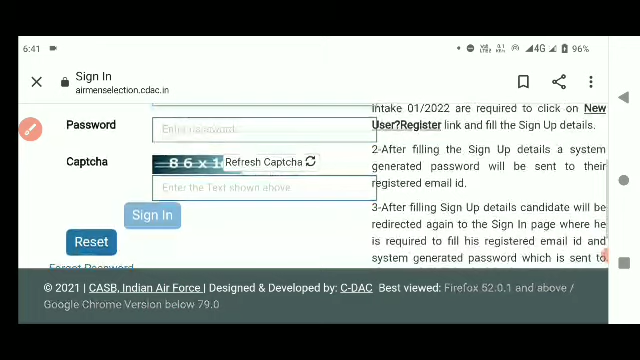 6:41 4G 96%
Sign In
airmenselection.cdac.in
Intake 01/2022 are required to click on New
User?Register link and fill the Sign Up details.
Password
Enter password
2-After filling the Sign Up details a system
generated password will be sent to their
registered email id.
Captcha
8 6 x
Refresh Captcha
Enter the Text shown above
Sign In
Reset
Forgot Password
3-After filling Sign Up details candidate will be
redirected again to the Sign In page where he
is required to fill his registered email id and
system generated password which is sent to
© 2021 | CASB, Indian Air Force | Designed & Developed by: C-DAC Best viewed: Firefox 52.0.1 and above /
Google Chrome Version below 79.0